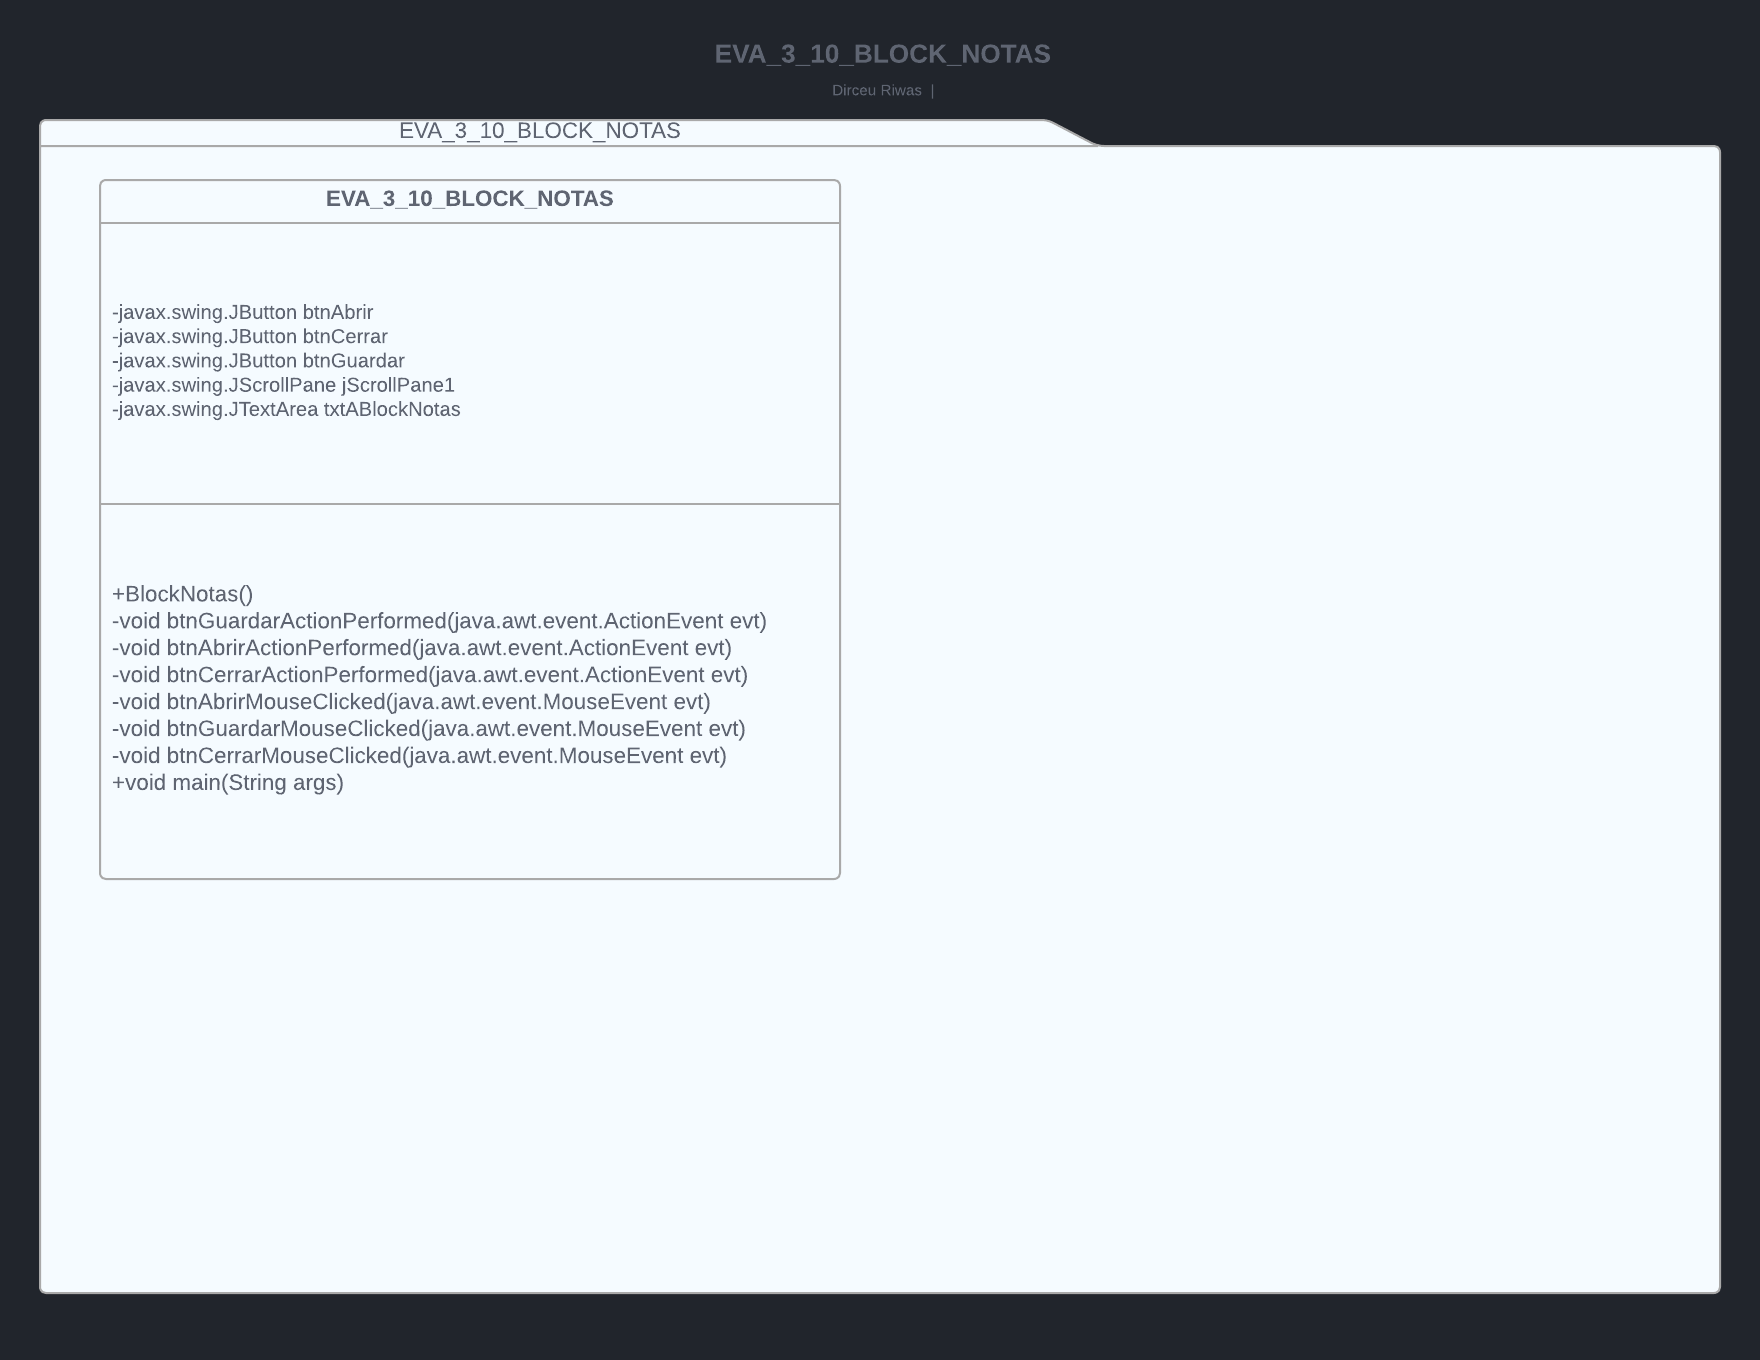 EVA_3_10_BLOCK_NOTAS
Dirceu Riwas |
EVA_3_10_BLOCK_NOTAS
EVA_3_10_BLOCK_NOTAS
-javax.swing.JButton btnAbrir
-javax.swing.JButton btnCerrar
-javax.swing.JButton btnGuardar
-javax.swing.JScrollPane jScrollPane1
-javax.swing.JTextArea txtABlockNotas
+BlockNotas()
-void btnGuardarActionPerformed(java.awt.event.ActionEvent evt)
-void btnAbrirActionPerformed(java.awt.event.ActionEvent evt)
-void btnCerrarActionPerformed(java.awt.event.ActionEvent evt)
-void btnAbrirMouseClicked(java.awt.event.MouseEvent evt)
-void btnGuardarMouseClicked(java.awt.event.MouseEvent evt)
-void btnCerrarMouseClicked(java.awt.event.MouseEvent evt)
+void main(String args)